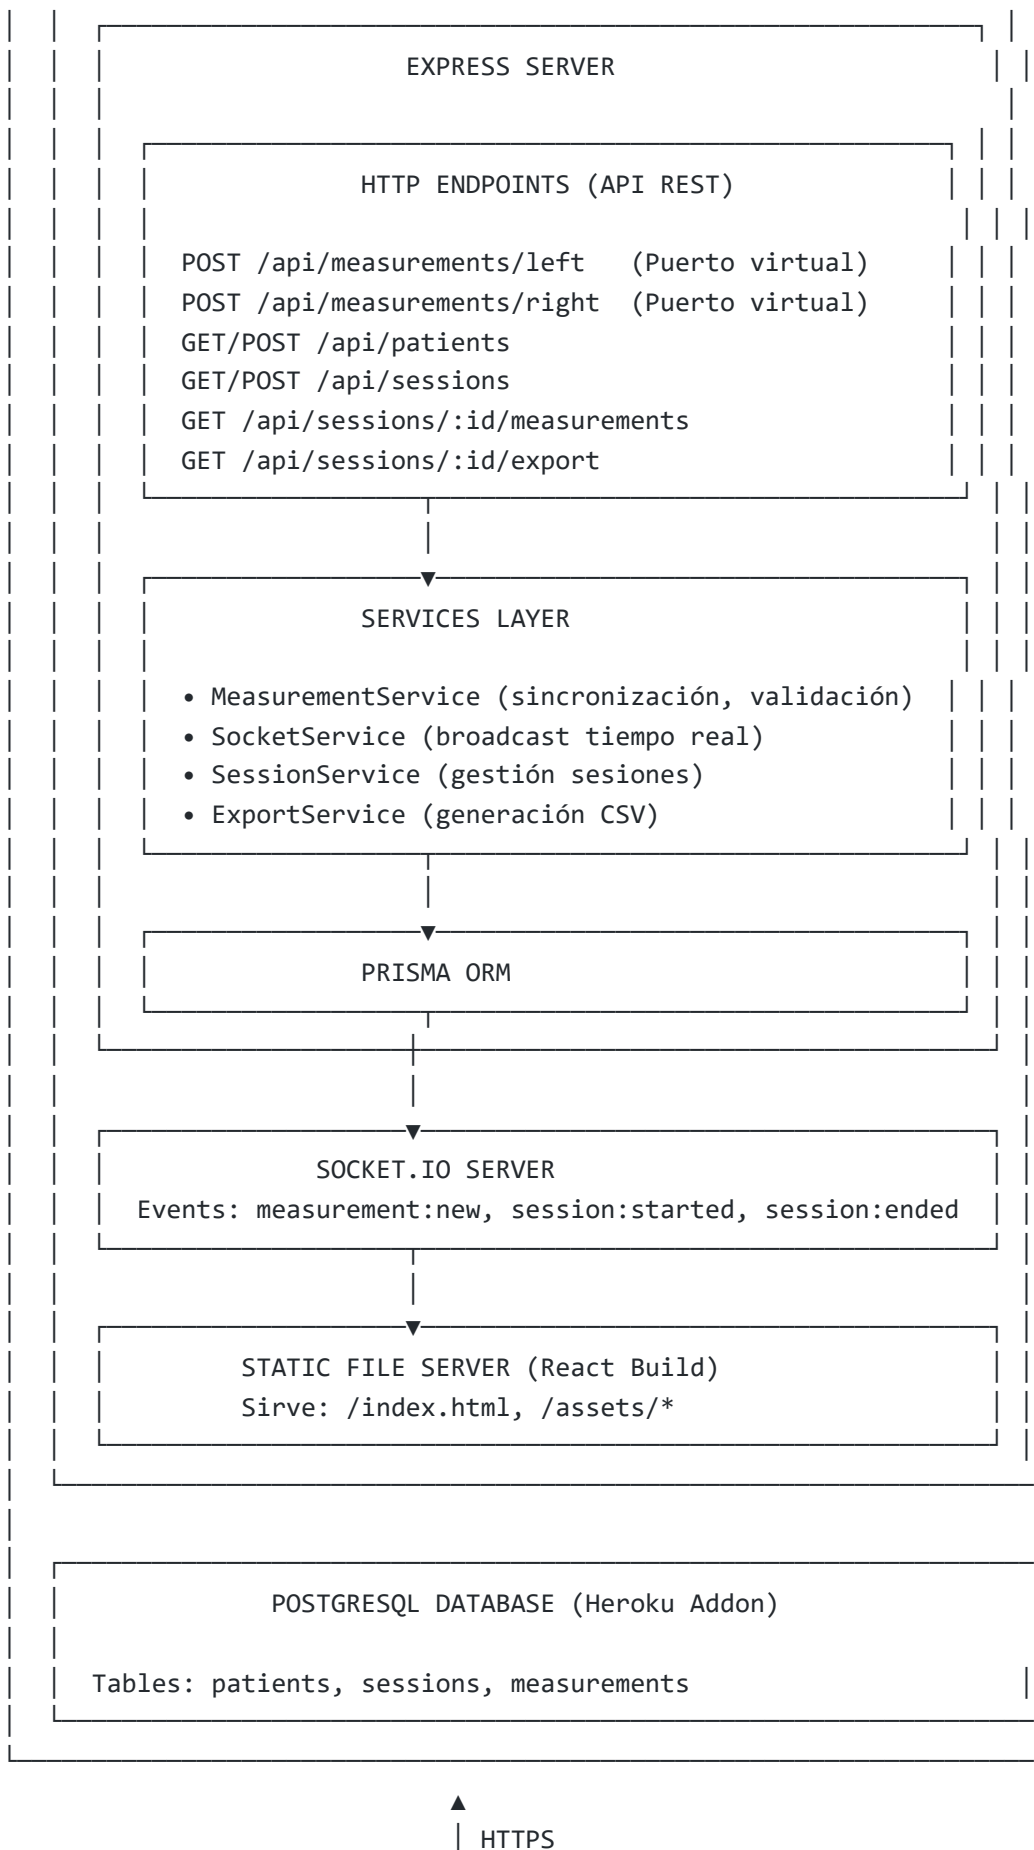 EXPRESS SERVER
HTTP ENDPOINTS (API REST)
POST /api/measurements/left (Puerto virtual)
POST /api/measurements/right (Puerto virtual)
GET/POST /api/patients
GET/POST /api/sessions
GET /api/sessions/:id/measurements
GET /api/sessions/:id/export
SERVICES LAYER
• MeasurementService (sincronización, validación)
• SocketService (broadcast tiempo real)
• SessionService (gestión sesiones)
• ExportService (generación CSV)
PRISMA ORM
SOCKET.IO SERVER
Events: measurement:new, session:started, session:ended
STATIC FILE SERVER (React Build)
Sirve: /index.html, /assets/*
POSTGRESQL DATABASE (Heroku Addon)
Tables: patients, sessions, measurements
HTTPS